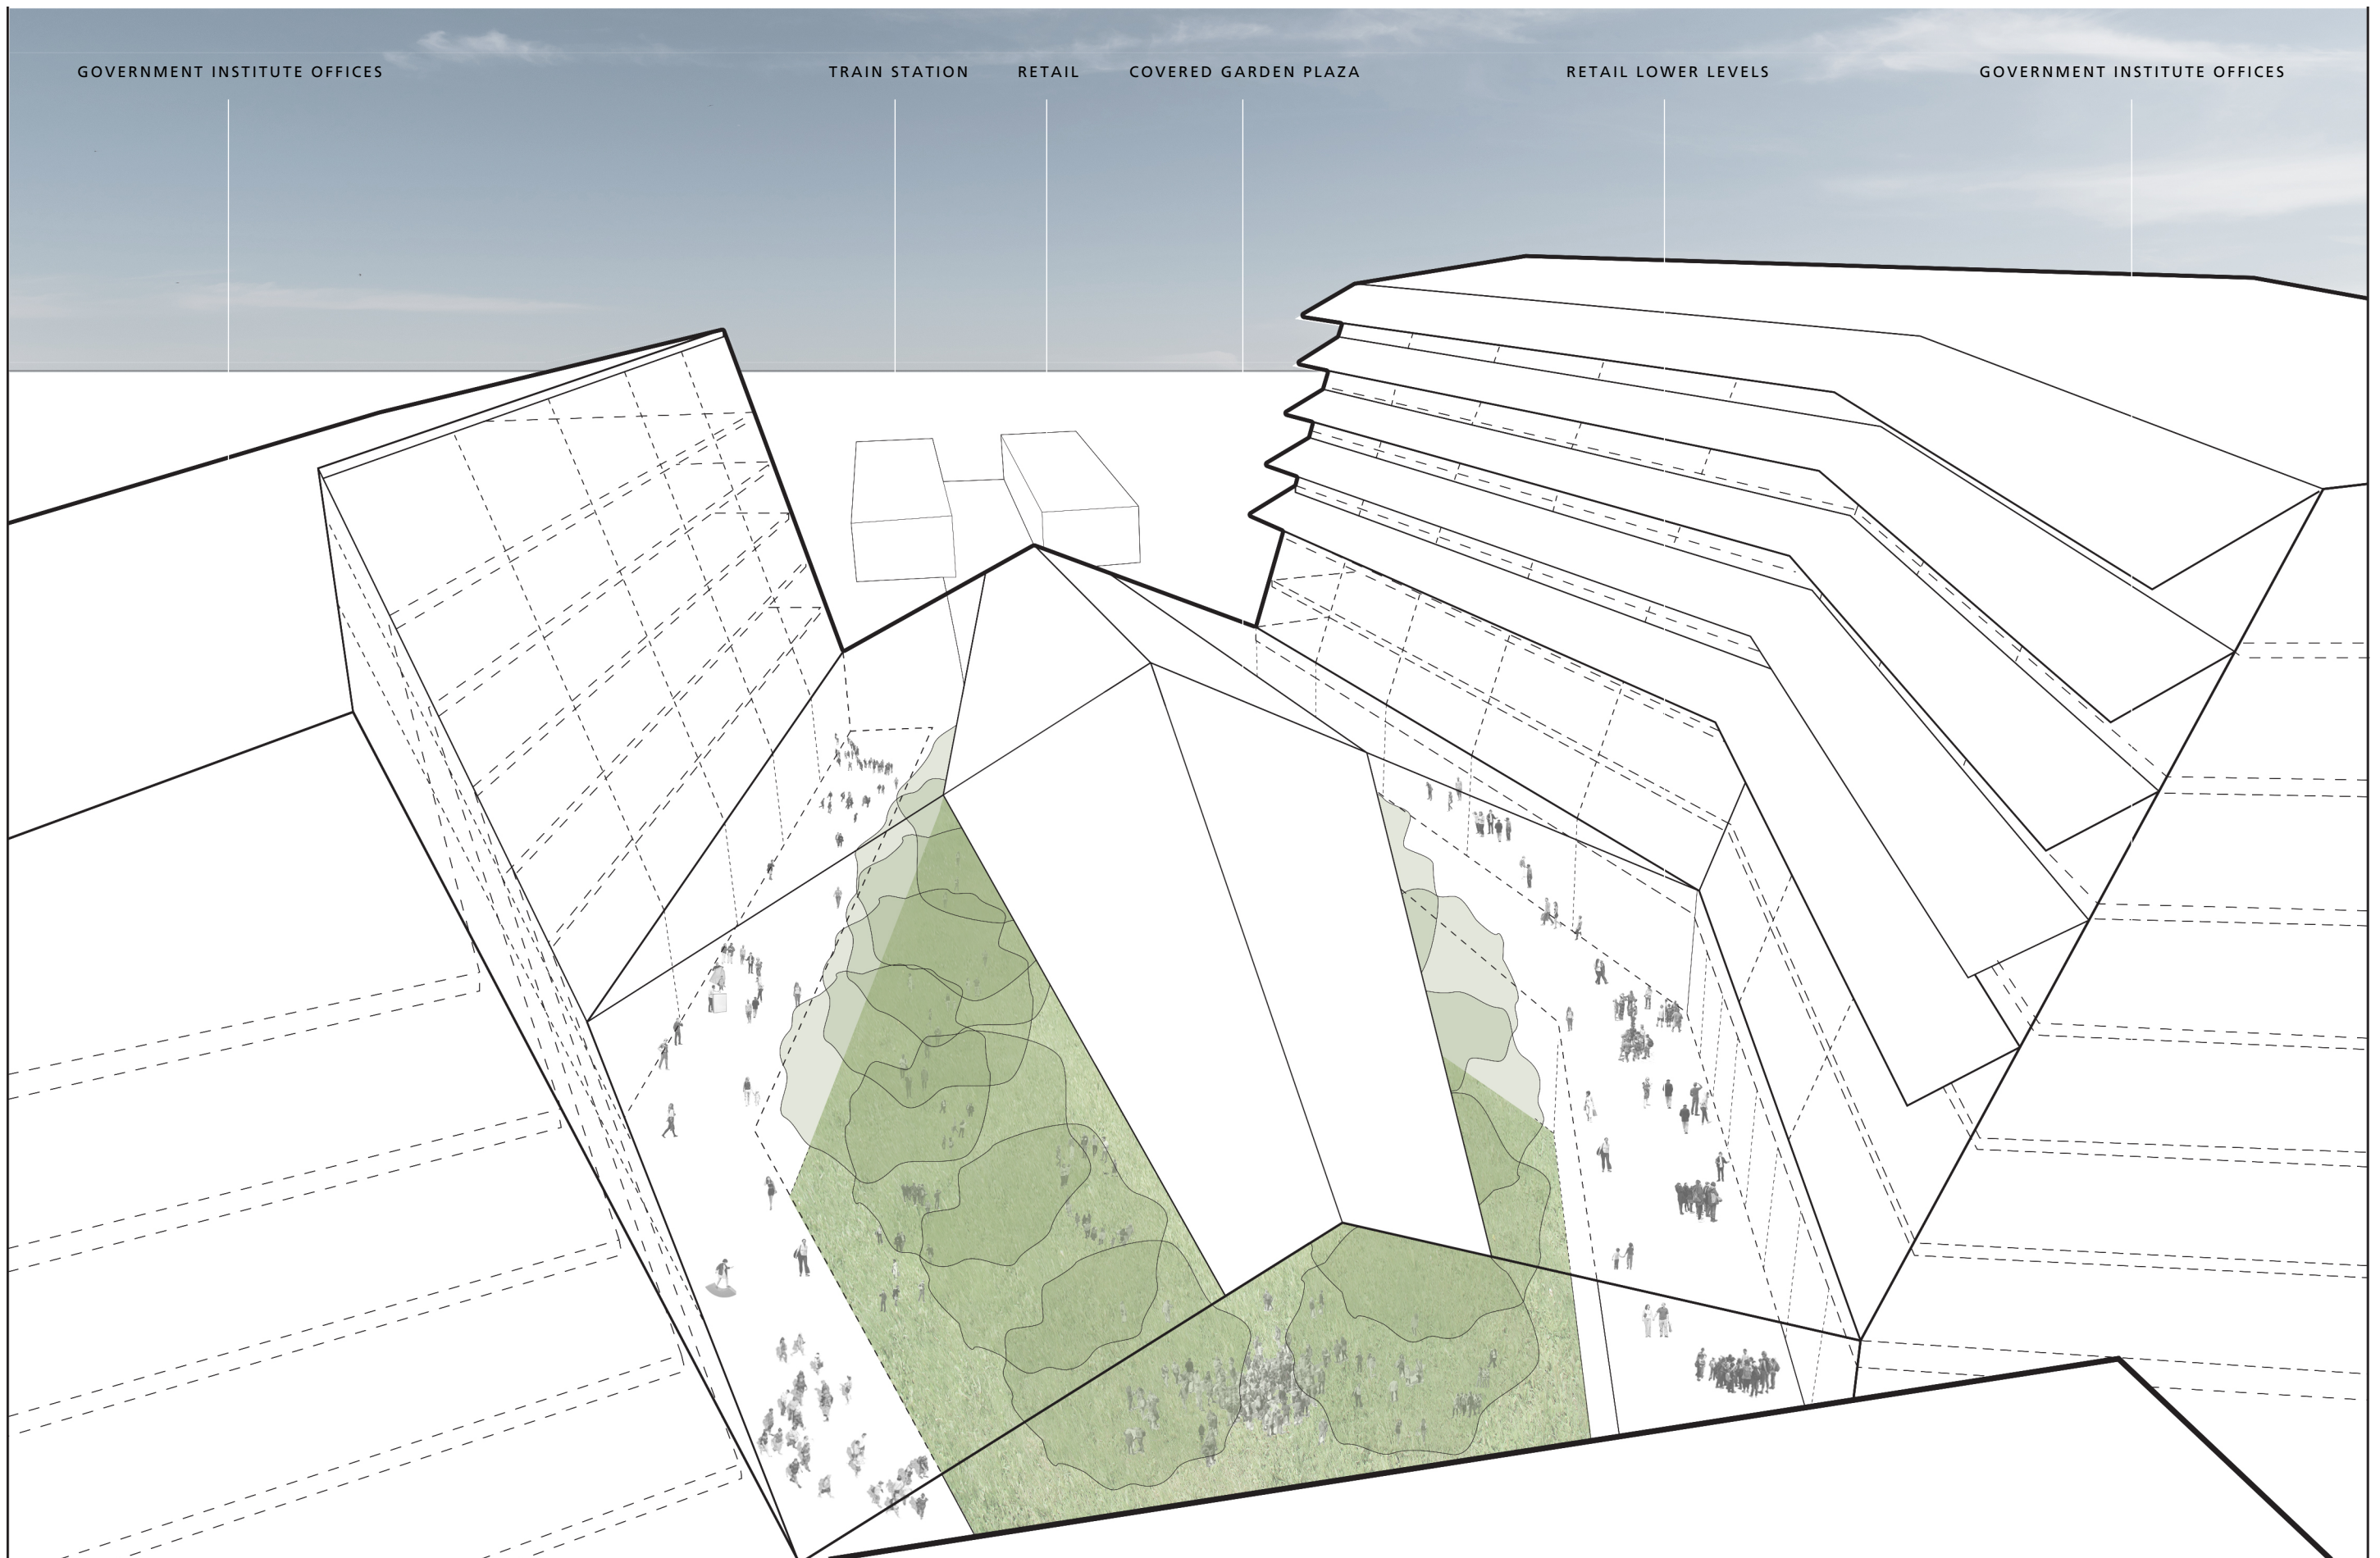 GOVERNMENT INSTITUTE OFFICES
TRAIN STATION
RETAIL
COVERED GARDEN PLAZA
RETAIL LOWER LEVELS
GOVERNMENT INSTITUTE OFFICES